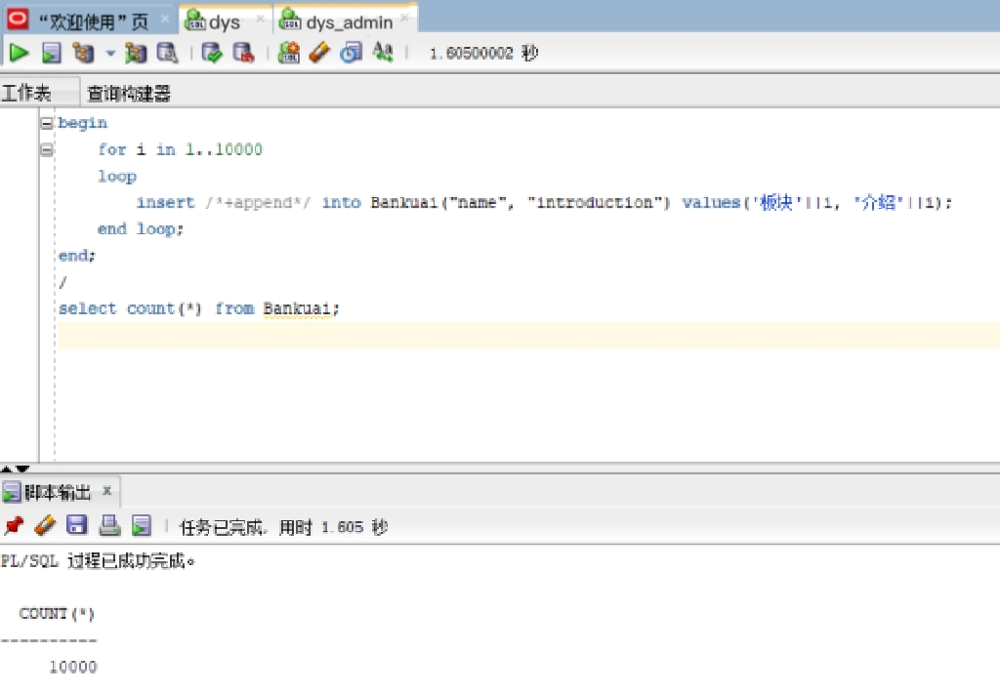 “欢迎使用”页 dys dys_admin
1.60500002 秒
工作表 查询构建器
begin
for i in 1..10000
loop
insert /*+append*/ into Bankuai("name", "introduction") values('板块'||i, '介绍'||i);
end loop;
end;
/
select count(*) from Bankuai;
脚本输出
任务已完成, 用时 1.605 秒
PL/SQL 过程已成功完成。
COUNT(*)
----------
10000